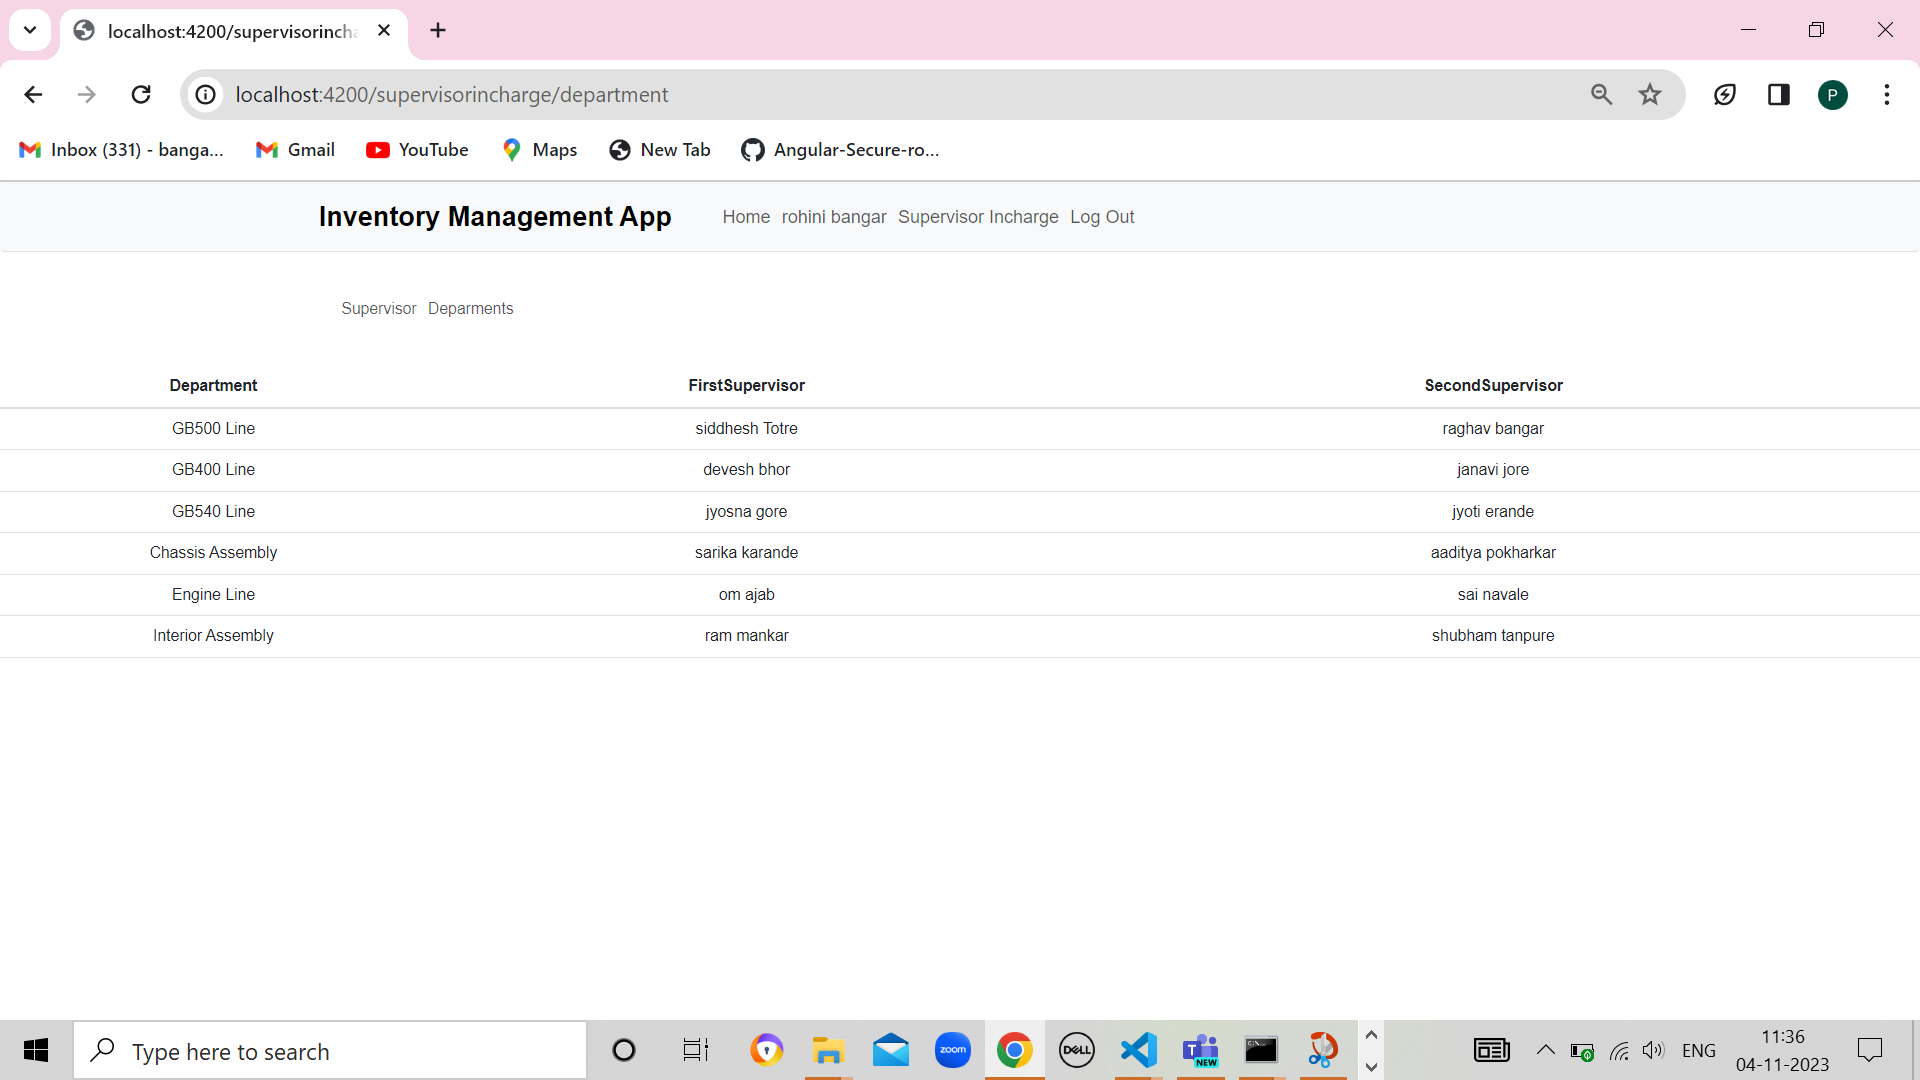 localhost:4200/supervisorincha
localhost:4200/supervisorincharge/department
P
Inbox (331) - banga... Gmail YouTube Maps New Tab Angular-Secure-ro...
Inventory Management App Home rohini bangar Supervisor Incharge Log Out
Supervisor Deparments
Department FirstSupervisor SecondSupervisor
GB500 Line siddhesh Totre raghav bangar
GB400 Line devesh bhor janavi jore
GB540 Line jyosna gore jyoti erande
Chassis Assembly sarika karande aaditya pokharkar
Engine Line om ajab sai navale
Interior Assembly ram mankar shubham tanpure
Type here to search zoom DELL T NEW C:\ ENG 11:36
04-11-2023